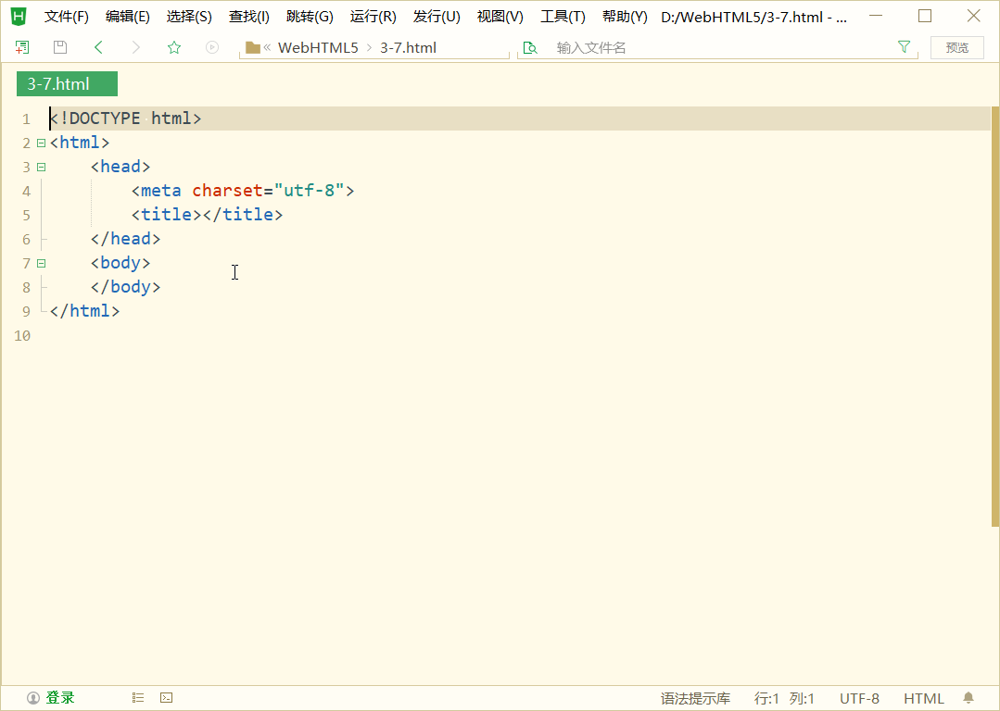 H 文件(F) 编辑(E) 选择(S) 查找(I) 跳转(G) 运行(R) 发行(U) 视图(V) 工具(T) 帮助(Y) D:/WebHTML5/3-7.html - ...
« WebHTML5 > 3-7.html 输入文件名 预览
3-7.html
1 <!DOCTYPE html>
2 <html>
3 <head>
4 <meta charset="utf-8">
5 <title></title>
6 </head>
7 <body>
8 </body>
9 </html>
10
登录 语法提示库 行:1 列:1 UTF-8 HTML